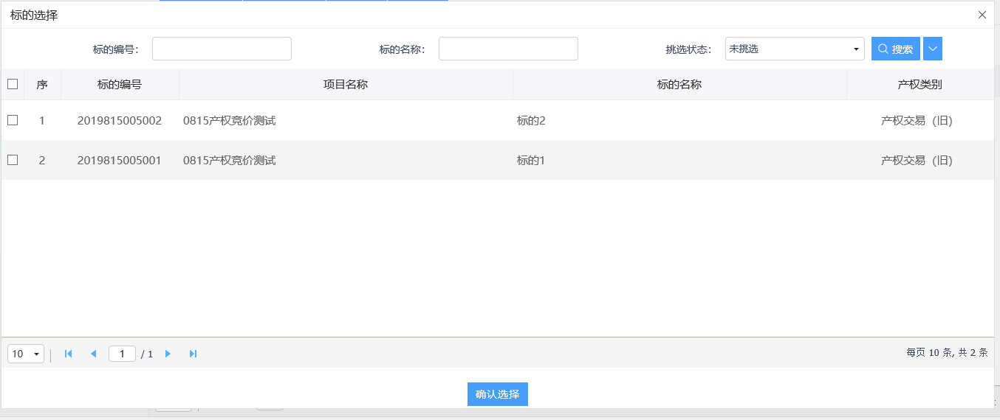 标的选择
标的编号： 标的名称： 挑选状态： 未挑选 搜索
序 标的编号 项目名称 标的名称 产权类别
1 2019815005002 0815产权竞价测试 标的2 产权交易（旧）
2 2019815005001 0815产权竞价测试 标的1 产权交易（旧）
10 1 / 1 每页 10 条, 共 2 条
确认选择